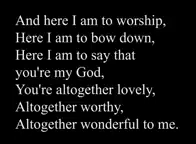 And here I am to worship,
Here I am to bow down,
Here I am to say that
you're my God,
You're altogether lovely,
Altogether worthy,
Altogether wonderful to me.